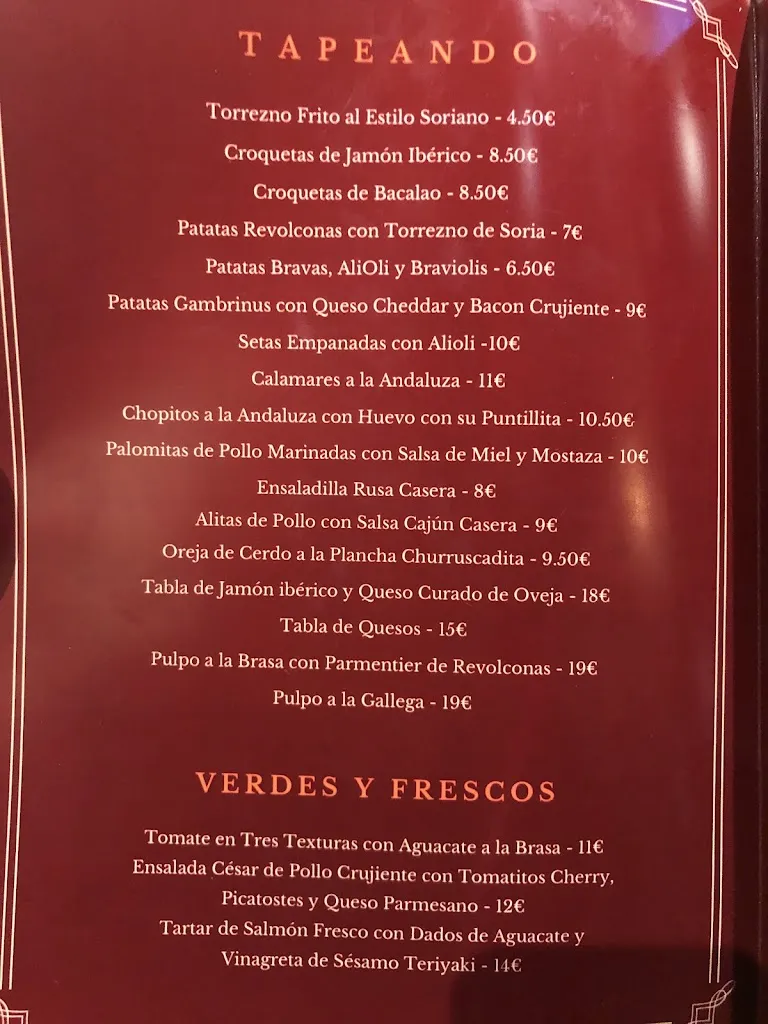 TAPEANDO
Torrezno Frito al Estilo Soriano - 4.50€
Croquetas de Jamón Ibérico - 8.50€
Croquetas de Bacalao - 8.50€
Patatas Revolconas con Torrezno de Soria - 7€
Patatas Bravas, AliOli y Braviolis - 6.50€
Patatas Gambrinus con Queso Cheddar y Bacon Crujiente - 9€
Setas Empanadas con Alioli -10€
Calamares a la Andaluza - 11€
Chopitos a la Andaluza con Huevo con su Puntillita - 10.50€
Palomitas de Pollo Marinadas con Salsa de Miel y Mostaza - 10€
Ensaladilla Rusa Casera - 8€
Alitas de Pollo con Salsa Cajún Casera - 9€
Oreja de Cerdo a la Plancha Churruscadita - 9.50€
Tabla de Jamón ibérico y Queso Curado de Oveja - 18€
Tabla de Quesos - 15€
Pulpo a la Brasa con Parmentier de Revolconas - 19€
Pulpo a la Gallega - 19€
VERDES Y FRESCOS
Tomate en Tres Texturas con Aguacate a la Brasa - 11€
Ensalada César de Pollo Crujiente con Tomatitos Cherry,
Picatostes y Queso Parmesano - 12€
Tartar de Salmón Fresco con Dados de Aguacate y
Vinagreta de Sésamo Teriyaki - 14€